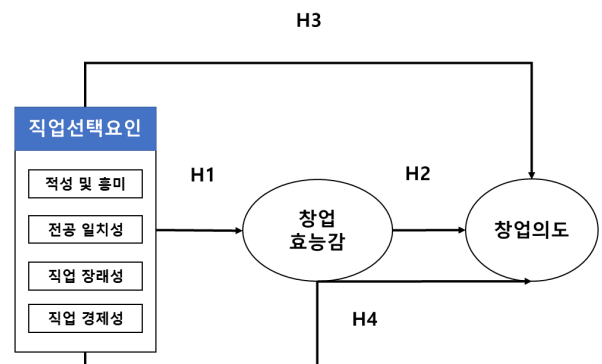 H3
직업선택요인
적성 및 흥미
전공 일치성
직업 장래성
직업 경제성
H1
창업
효능감
H2
창업의도
H4